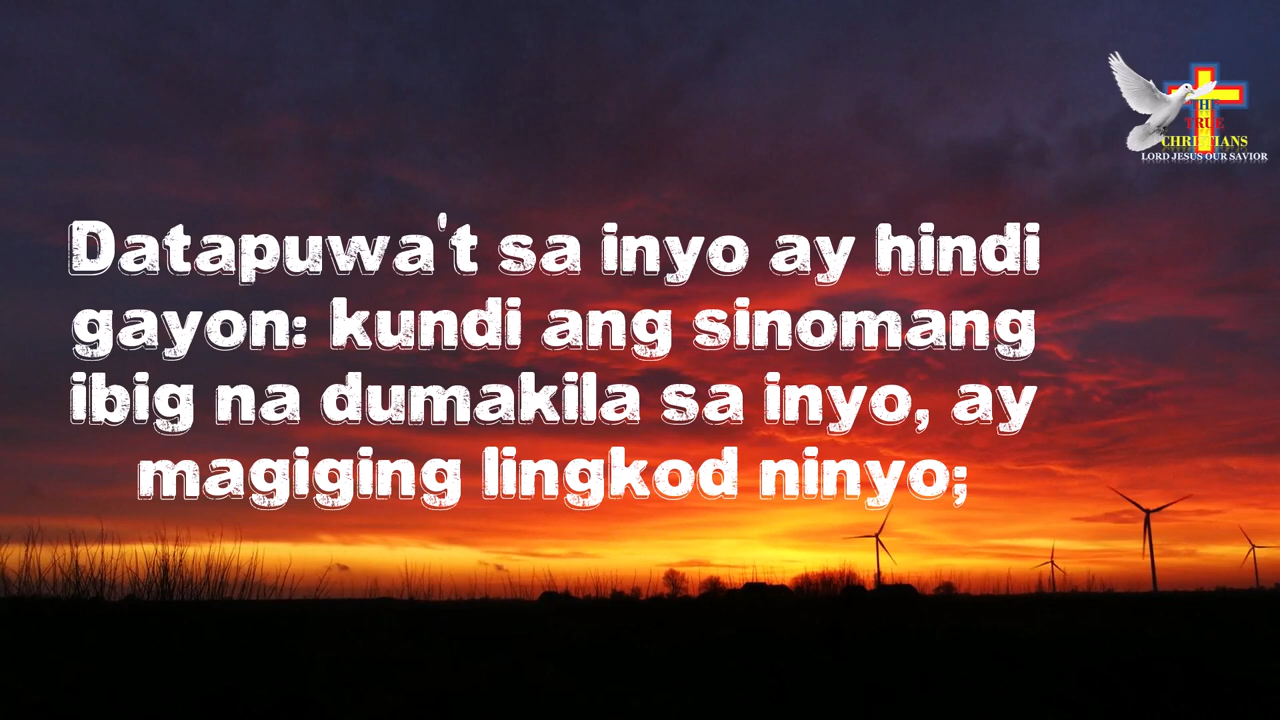 THE
TRUE
CHRISTIANS
LORD JESUS OUR SAVIOR
Datapuwa't sa inyo ay hindi
gayon: kundi ang sinomang
ibig na dumakila sa inyo, ay
magiging lingkod ninyo;